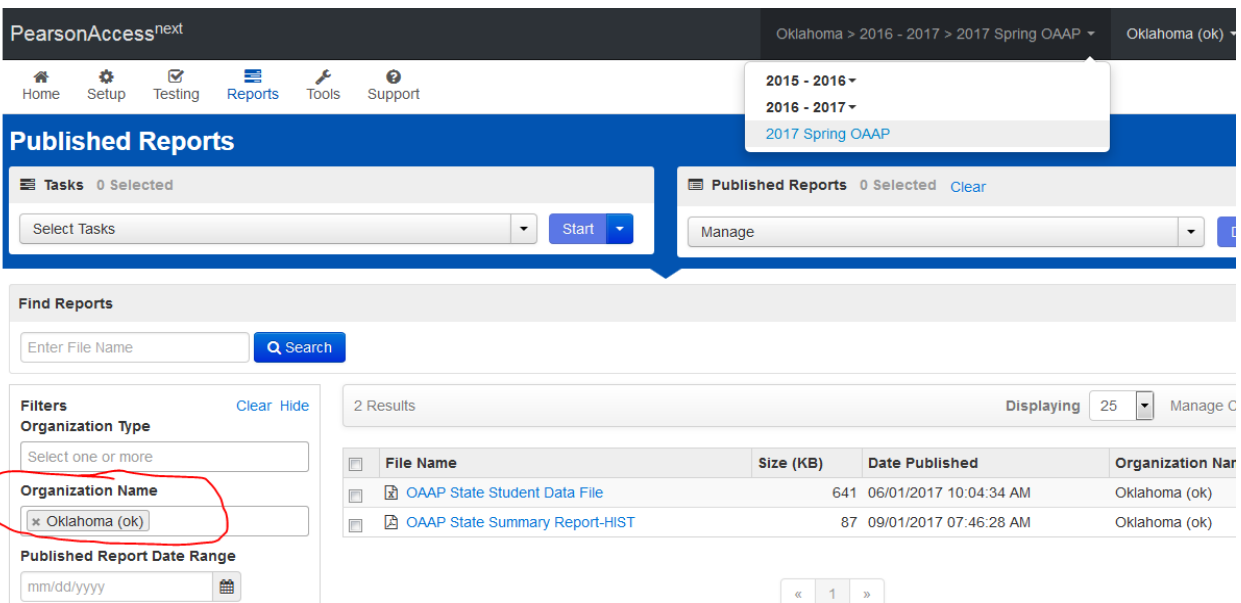 PearsonAccessnext
Oklahoma > 2016 - 2017 > 2017 Spring OAAP
Oklahoma (ok)
Home
Setup
Testing
Reports
Tools
Support
2015 - 2016
2016 - 2017
2017 Spring OAAP
Published Reports
Tasks 0 Selected
Select Tasks
Start
Published Reports 0 Selected Clear
Manage
D
Find Reports
Enter File Name
Search
Filters
Clear Hide
Organization Type
Select one or more
Organization Name
× Oklahoma (ok)
Published Report Date Range
mm/dd/yyyy
2 Results
Displaying 25
Manage C
File Name Size (KB) Date Published Organization Nar
OAAP State Student Data File 641 06/01/2017 10:04:34 AM Oklahoma (ok)
OAAP State Summary Report-HIST 87 09/01/2017 07:46:28 AM Oklahoma (ok)
« 1 »